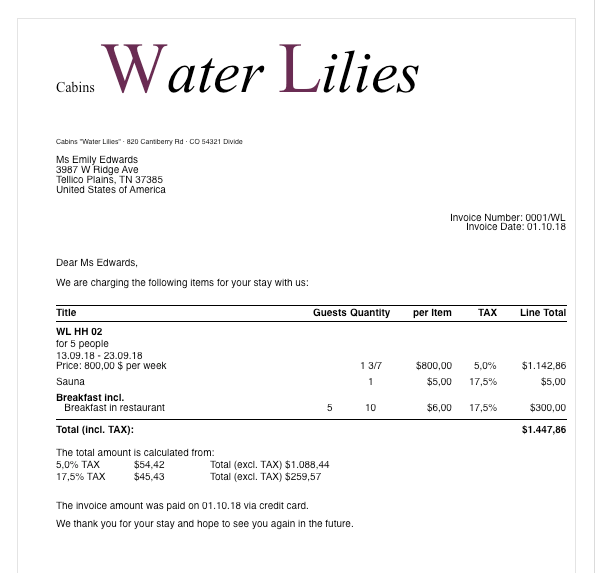 Cabins Water Lilies
Cabins "Water Lilies" - 820 Cantiberry Rd - CO 54321 Divide
Ms Emily Edwards
3987 W Ridge Ave
Tellico Plains, TN 37385
United States of America
Invoice Number: 0001/WL
Invoice Date: 01.10.18
Dear Ms Edwards,
We are charging the following items for your stay with us:
Title Guests Quantity per Item TAX Line Total
WL HH 02
for 5 people
13.09.18 - 23.09.18
Price: 800,00 $ per week 1 3/7 $800,00 5,0% $1.142,86
Sauna 1 $5,00 17,5% $5,00
Breakfast incl.
Breakfast in restaurant 5 10 $6,00 17,5% $300,00
Total (incl. TAX): $1.447,86
The total amount is calculated from:
5,0% TAX $54,42 Total (excl. TAX) $1.088,44
17,5% TAX $45,43 Total (excl. TAX) $259,57
The invoice amount was paid on 01.10.18 via credit card.
We thank you for your stay and hope to see you again in the future.